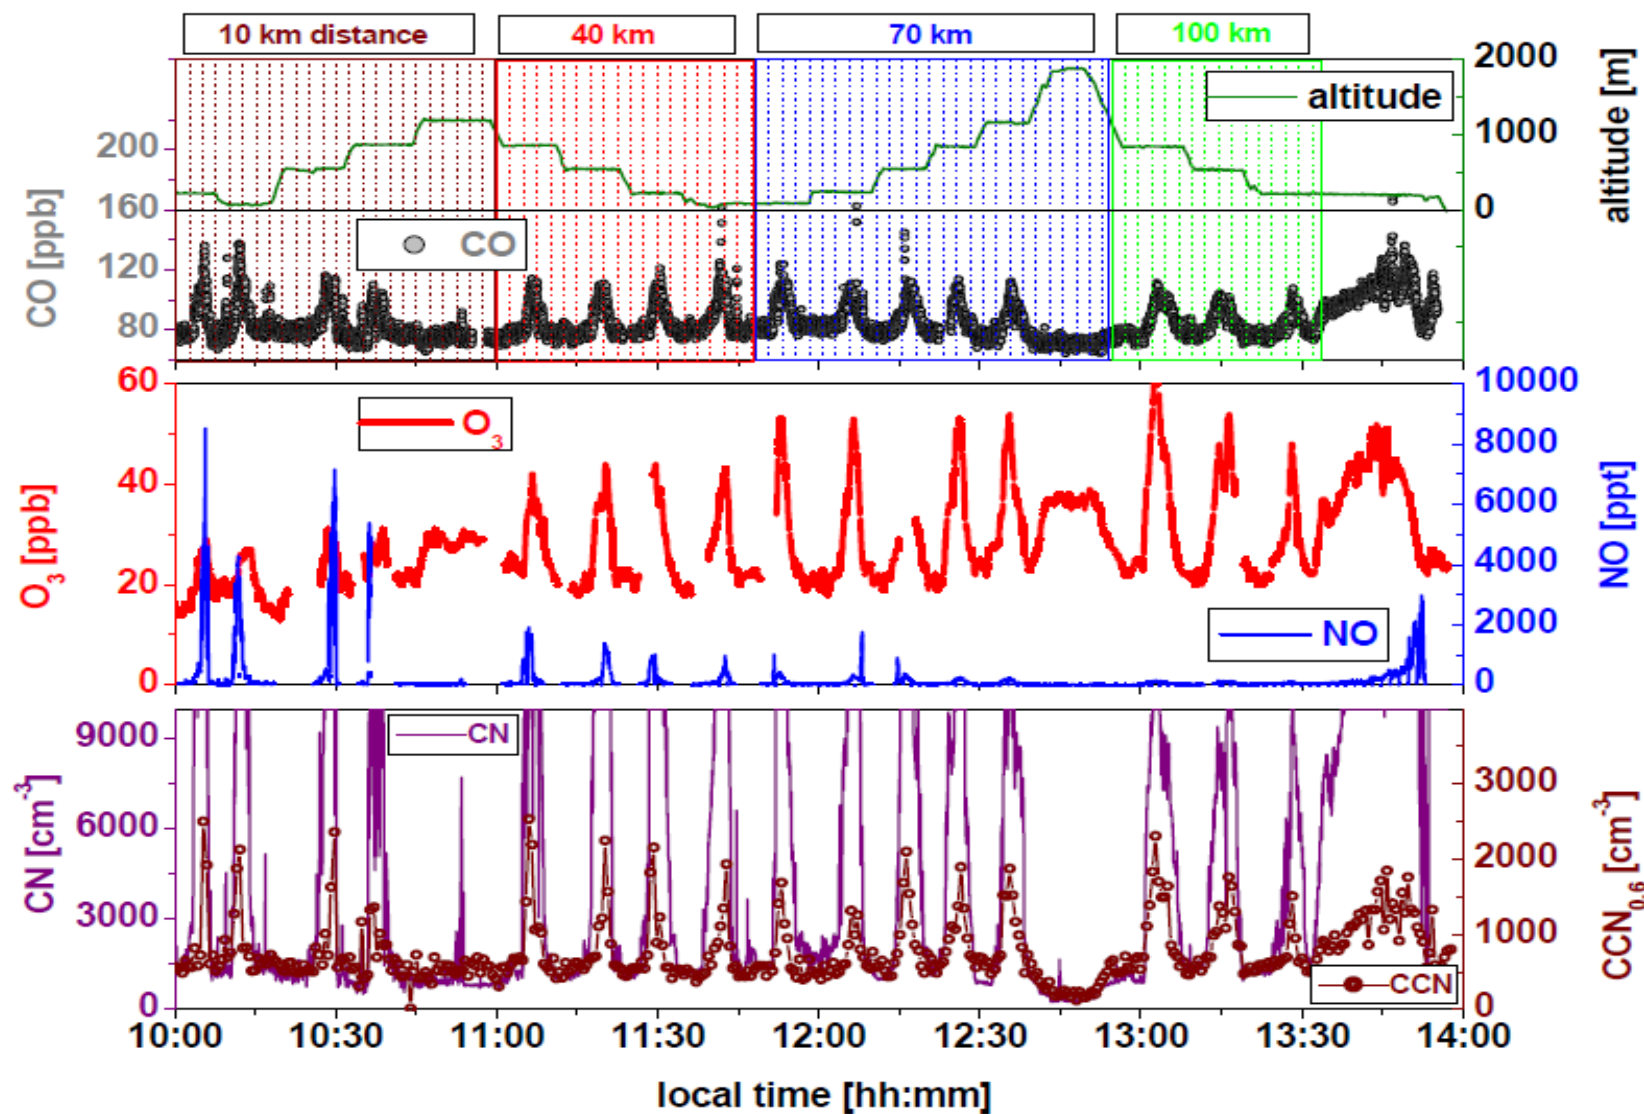 10 km distance 40 km 70 km 100 km
2000
altitude
200 1000
160 0
CO
120
80
CO [ppb]
altitude [m]
60 10000
O3
8000
40 6000
4000
20
NO 2000
0 0
O3 [ppb]
NO [ppt]
9000 CN
3000
6000
2000
3000 1000
CCN
0 0
CN [cm-3]
CCN0.6 [cm-3]
10:00 10:30 11:00 11:30 12:00 12:30 13:00 13:30 14:00
local time [hh:mm]